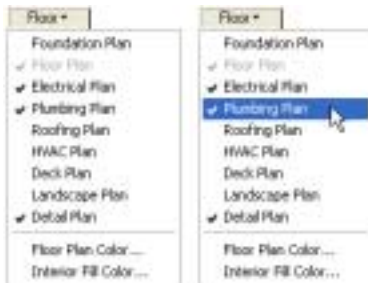 Floor
Foundation Plan
Floor Plan
Electrical Plan
Plumbing Plan
Roofing Plan
HVAC Plan
Deck Plan
Landscape Plan
Detail Plan
Floor Plan Color...
Interior Fill Color...
Floor
Foundation Plan
Floor Plan
Electrical Plan
Plumbing Plan
Roofing Plan
HVAC Plan
Deck Plan
Landscape Plan
Detail Plan
Floor Plan Color...
Interior Fill Color...